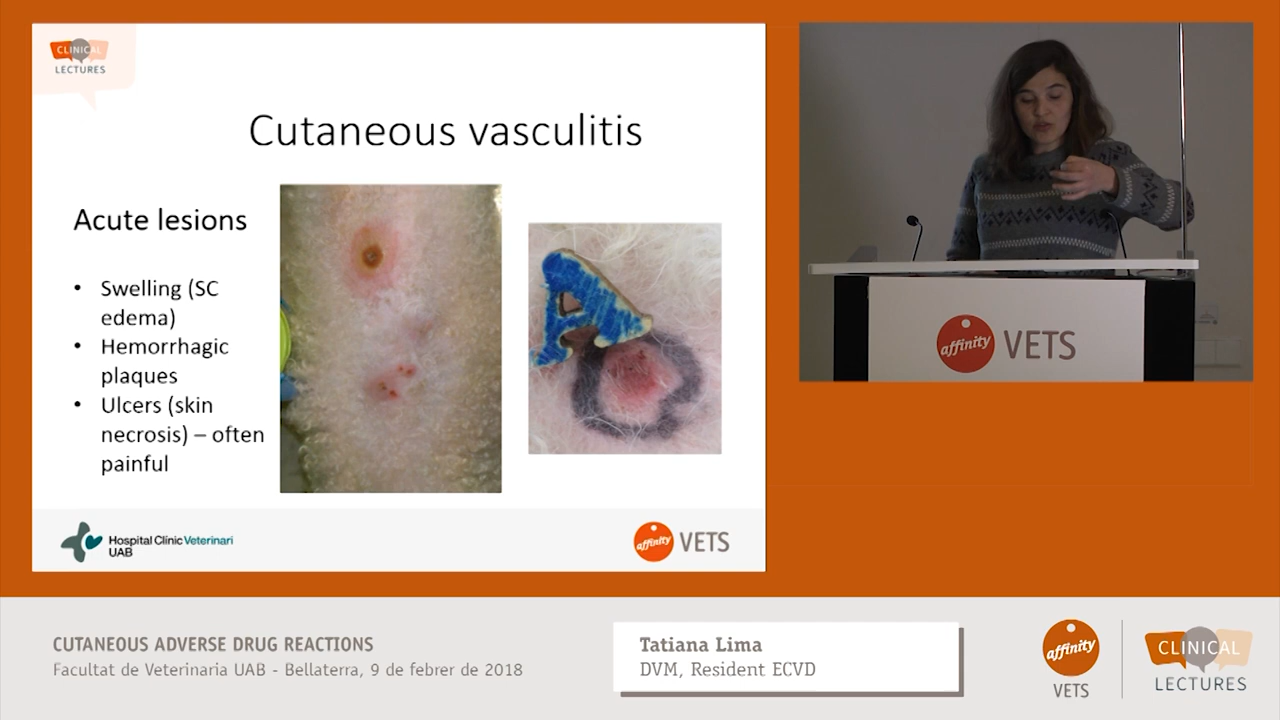 CLINICAL
LECTURES
Cutaneous vasculitis
Acute lesions
• Swelling (SC
edema)
• Hemorrhagic
plaques
• Ulcers (skin
necrosis) – often
painful
Hospital Clínic Veterinari
UAB
affinity VETS
affinity VETS
CUTANEOUS ADVERSE DRUG REACTIONS
Facultat de Veterinaria UAB - Bellaterra, 9 de febrer de 2018
Tatiana Lima
DVM, Resident ECVD
affinity
VETS
CLINICAL
LECTURES